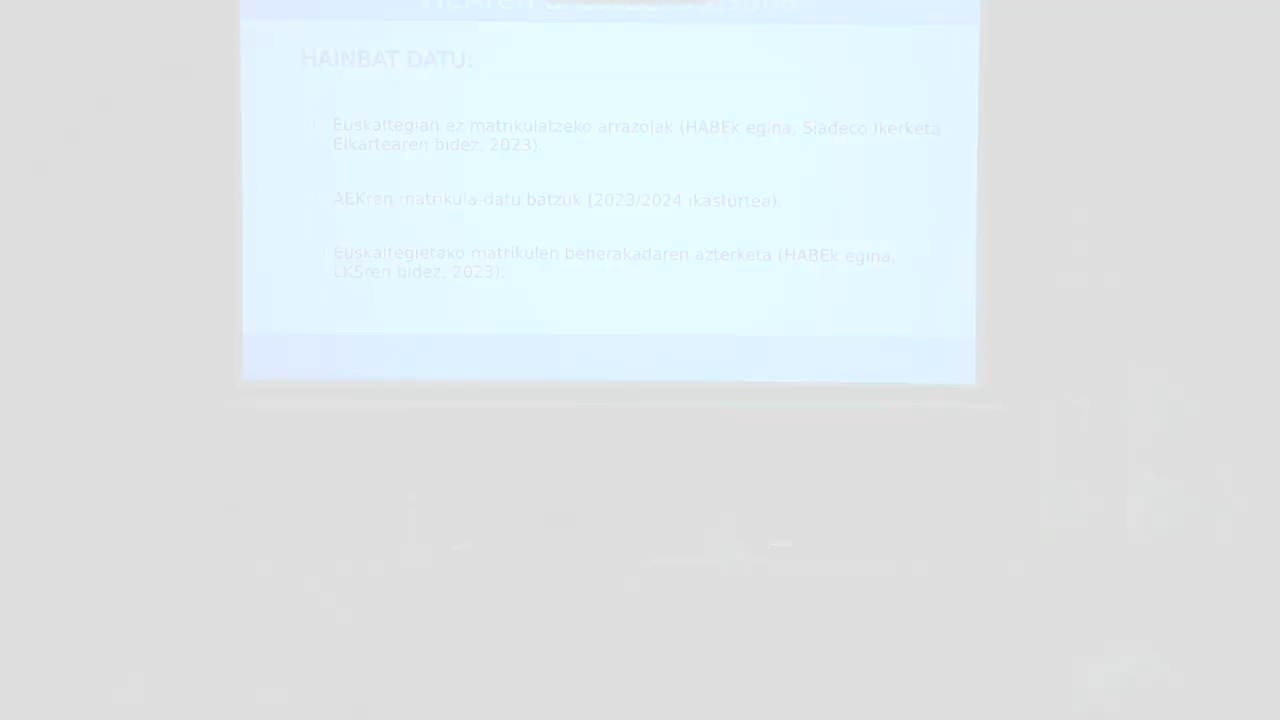 HAINBAT DATU:
Euskaltegian ez matrikulatzeko arrazoiak (HABEk egina, Siadeco Ikerketa
Elkartearen bidez, 2023).
AEKren matrikula-datu batzuk (2023/2024 ikasturtea).
Euskaltegietako matrikulen beherakadaren azterketa (HABEk egina,
LKSren bidez, 2023).